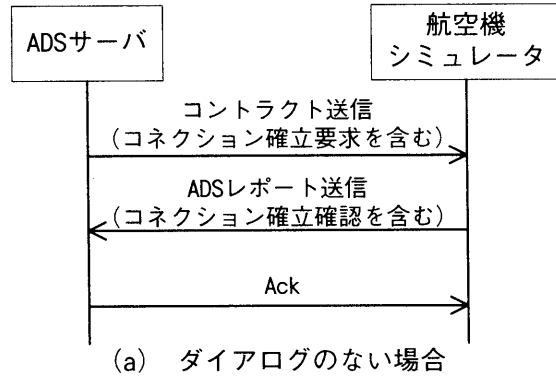 ADSサーバ
航空機
シミュレータ
コントラクト送信
(コネクション確立要求を含む)
ADSレポート送信
(コネクション確立確認を含む)
Ack
(a) ダイアログのない場合